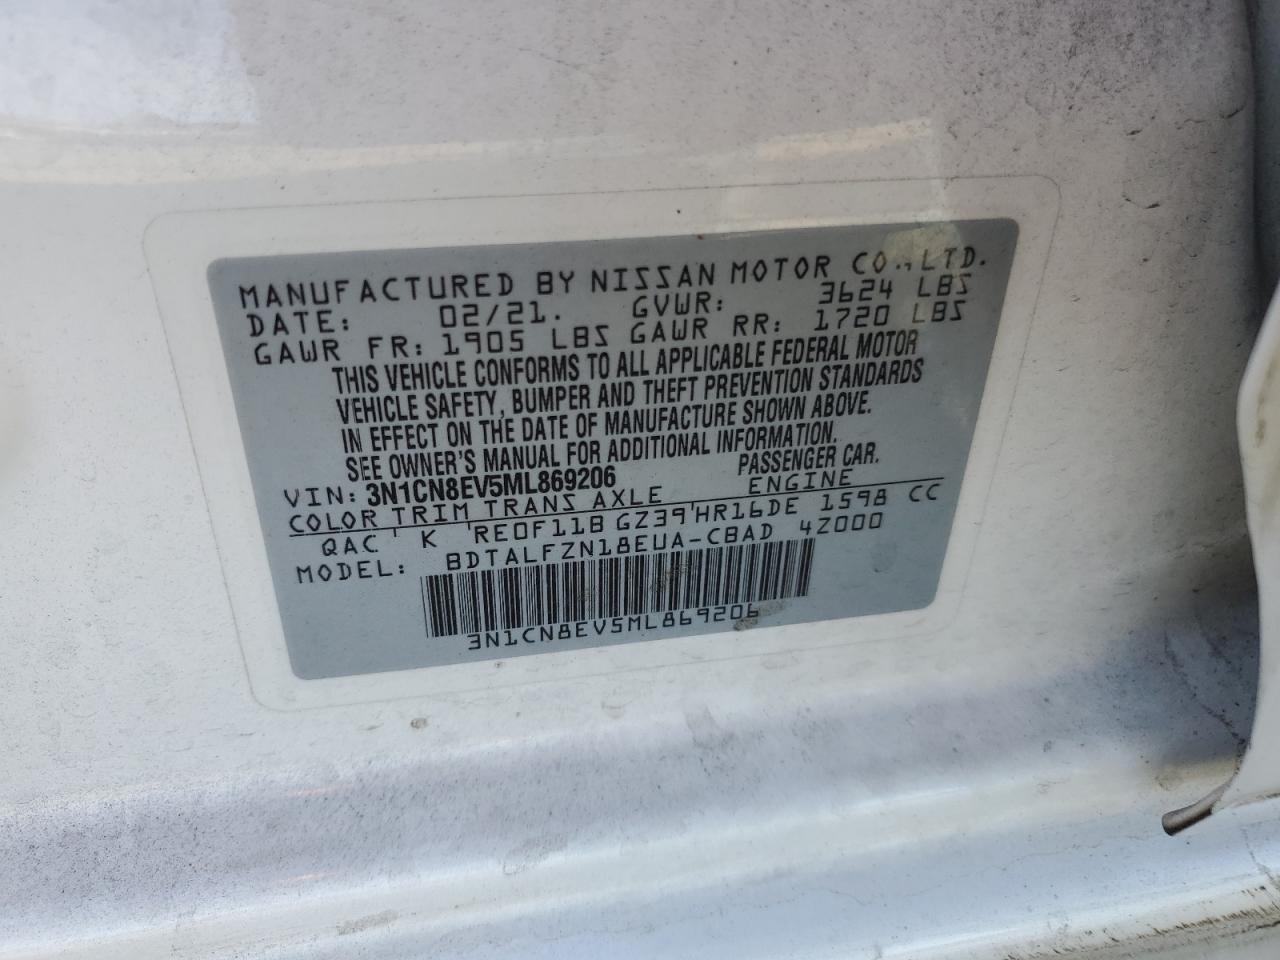 MANUFACTURED BY NISSAN MOTOR CO.,LTD.
DATE: 02/21. GVWR: 3624 LBS
GAWR FR: 1905 LBS GAWR RR: 1720 LBS
THIS VEHICLE CONFORMS TO ALL APPLICABLE FEDERAL MOTOR
VEHICLE SAFETY, BUMPER AND THEFT PREVENTION STANDARDS
IN EFFECT ON THE DATE OF MANUFACTURE SHOWN ABOVE.
SEE OWNER'S MANUAL FOR ADDITIONAL INFORMATION.
VIN: 3N1CN8EV5ML869206 PASSENGER CAR.
COLOR TRIM TRANS AXLE ENGINE
QAC K RE0F11B GZ39 HR16DE 1598 CC
MODEL: BDTALFZN18EUA-CBAD 4Z000
3N1CN8EV5ML869206